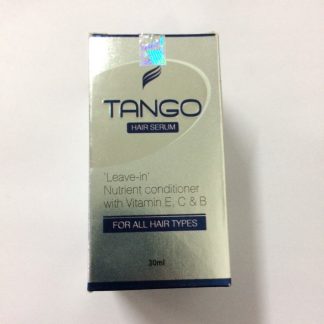 TANGO
HAIR SERUM
'Leave-in'
Nutrient conditioner
with Vitamin E, C & B
FOR ALL HAIR TYPES
30ml